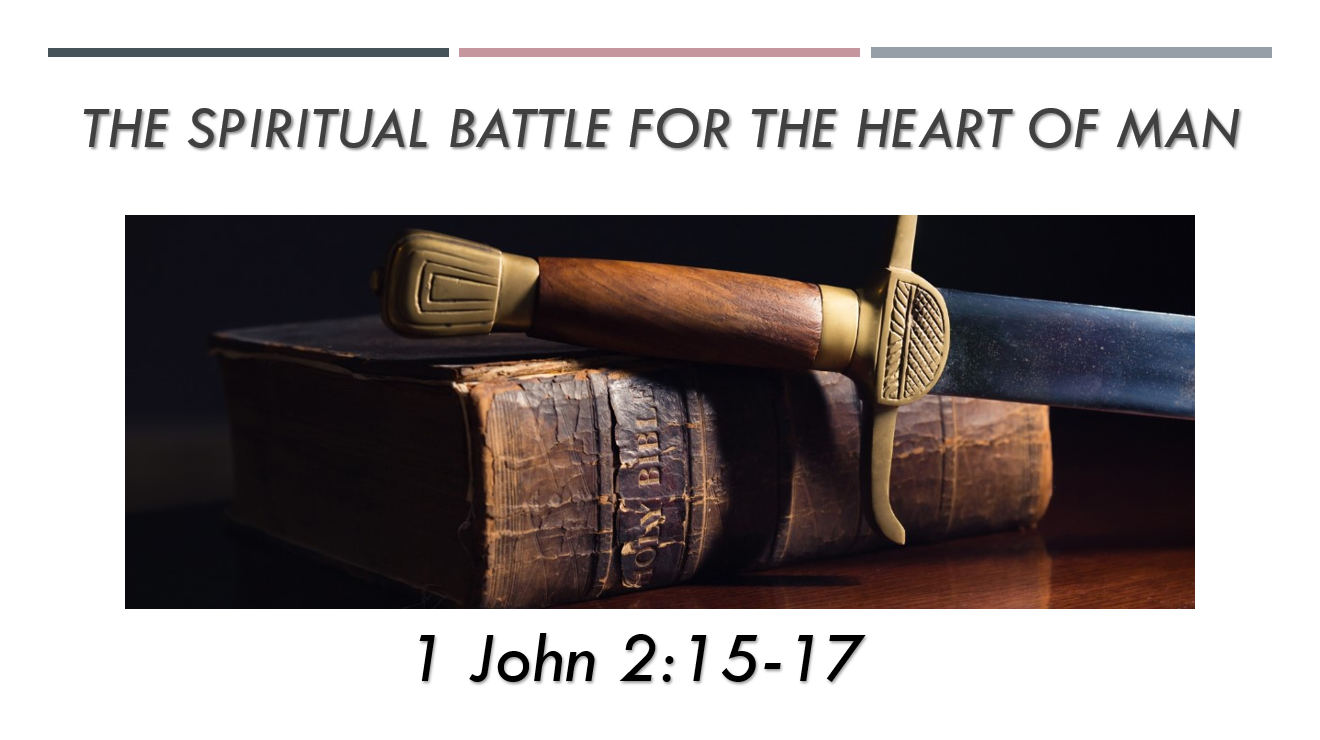 THE SPIRITUAL BATTLE FOR THE HEART OF MAN
HOLY BIBLE
1 John 2:15-17